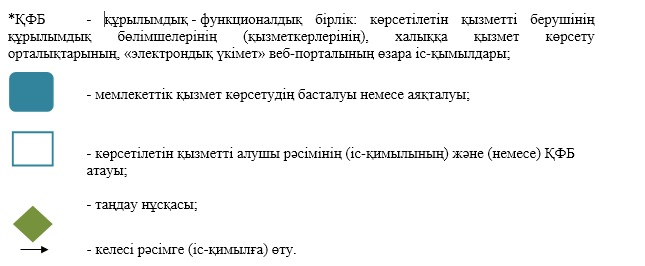 *ҚФБ - құрылымдық - функционалдық бірлік: көрсетілетін қызметті берушінің
құрылымдық бөлімшелерінің (қызметкерлерінің), халыққа қызмет көрсету
орталықтарының, «электрондық үкімет» веб-порталының өзара іс-қымылдары;
- мемлекеттік қызмет көрсетудің басталуы немесе аяқталуы;
- көрсетілетін қызметті алушы рәсімінің (іс-қимылының) және (немесе) ҚФБ
атауы;
- таңдау нұсқасы;
- келесі рәсімге (іс-қимылға) өту.